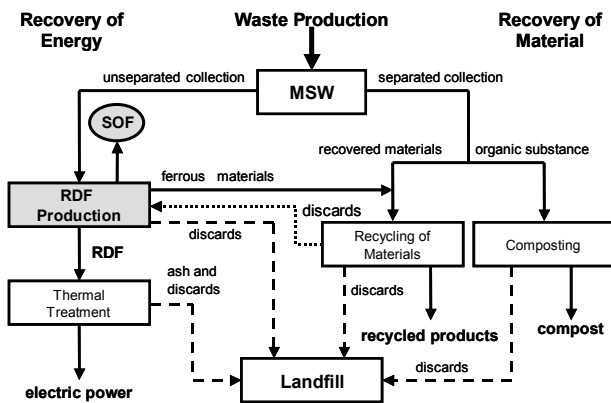 Recovery of
Energy
Waste Production
Recovery of
Material
unseparated collection
separated collection
MSW
SOF
recovered materials
organic substance
ferrous materials
RDF
Production
discards
discards
Recycling of
Materials
Composting
RDF
ash and
discards
discards
Thermal
Treatment
recycled products
compost
discards
Landfill
electric power